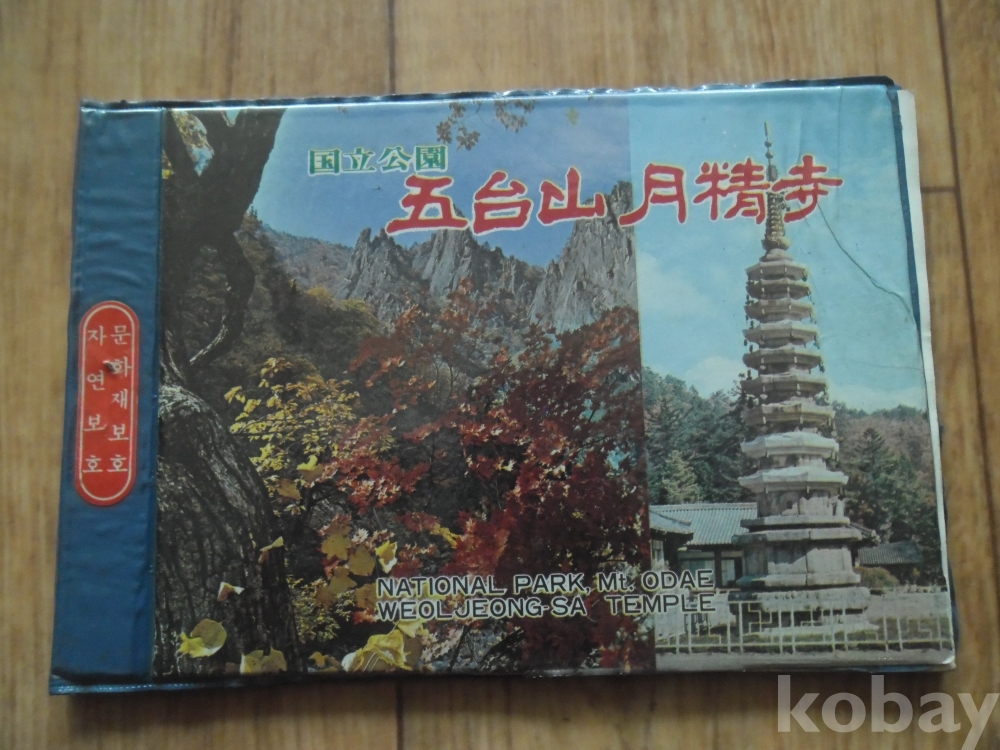 国立公園
五台山 月精寺
문화재보호
자연보호
NATIONAL PARK, Mt. ODAE
WEOLJEONG-SA TEMPLE
kobay